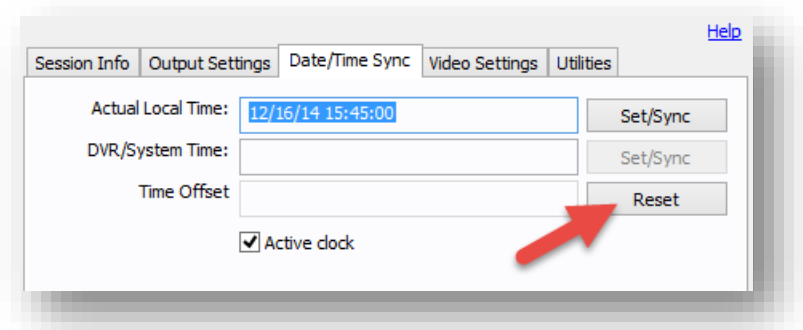 Help
Session Info Output Settings Date/Time Sync Video Settings Utilities
Actual Local Time: 12/16/14 15:45:00 Set/Sync
DVR/System Time: Set/Sync
Time Offset Reset
Active clock